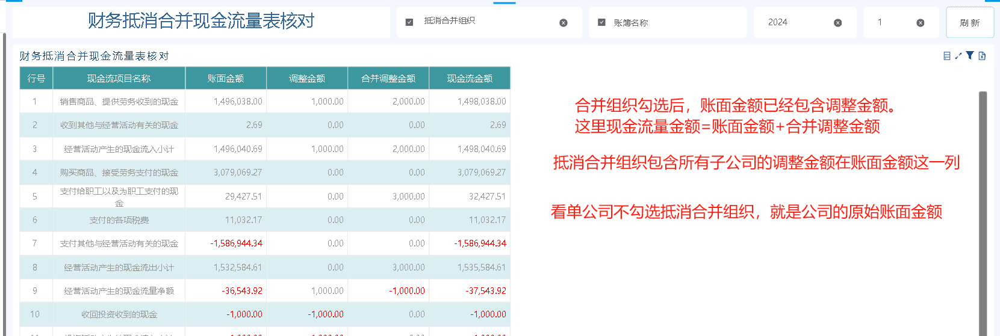 财务抵消合并现金流量表核对
抵消合并组织
账簿名称
2024
1
刷新
财务抵消合并现金流量表核对
行号 现金流项目名称 账面金额 调整金额 合并调整金额 现金流金额
1 销售商品、提供劳务收到的现金 1,496,038.00 1,000.00 2,000.00 1,498,038.00
2 收到其他与经营活动有关的现金 2.69 0.00 0.00 2.69
3 经营活动产生的现金流入小计 1,496,040.69 1,000.00 2,000.00 1,498,040.69
4 购买商品、接受劳务支付的现金 3,079,069.27 0.00 0.00 3,079,069.27
5 支付给职工以及为职工支付的现 29,427.51 0.00 3,000.00 32,427.51
金
6 支付的各项税费 11,032.17 0.00 0.00 11,032.17
7 支付其他与经营活动有关的现金 -1,586,944.34 0.00 0.00 -1,586,944.34
8 经营活动产生的现金流出小计 1,532,584.61 0.00 3,000.00 1,535,584.61
9 经营活动产生的现金流量净额 -36,543.92 1,000.00 -1,000.00 -37,543.92
10 收回投资收到的现金 -1,000.00 -1,000.00 0.00 -1,000.00
合并组织勾选后，账面金额已经包含调整金额。
这里现金流量金额=账面金额+合并调整金额
抵消合并组织包含所有子公司的调整金额在账面金额这一列
看单公司不勾选抵消合并组织，就是公司的原始账面金额